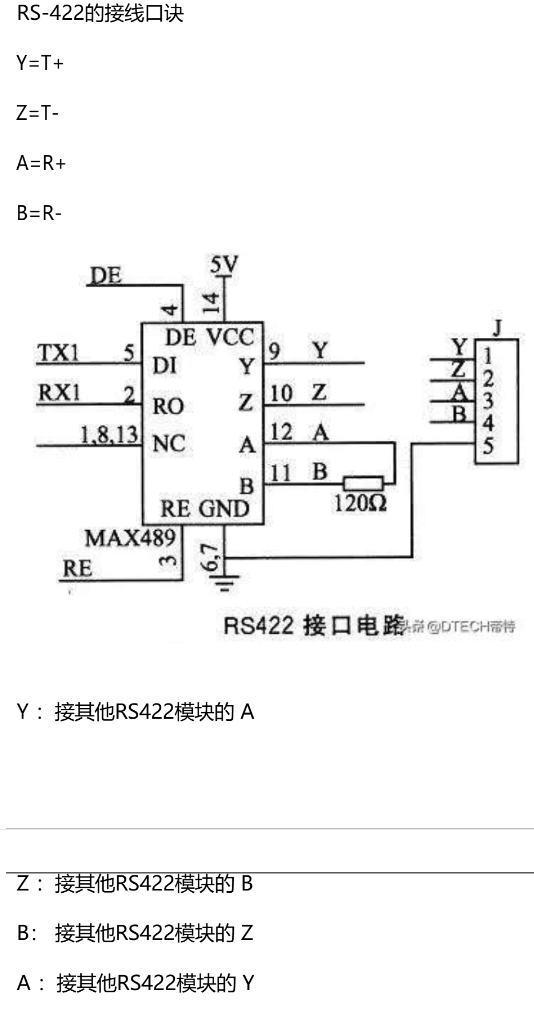 RS-422的接线口诀
Y=T+
Z=T-
A=R+
B=R-
DE
5V
4
14
J
DE VCC
TX1
5
DI
Y
9
Y
Y
1
Z
2
RX1
2
RO
Z
10
Z
A
3
B
4
1,8,13
NC
A
12
A
5
B
11
B
RE GND
120Ω
MAX489
3
6,7
RE
RS422 接口电路
头条@DTECH帝特
Y： 接其他RS422模块的 A
Z： 接其他RS422模块的 B
B： 接其他RS422模块的 Z
A： 接其他RS422模块的 Y